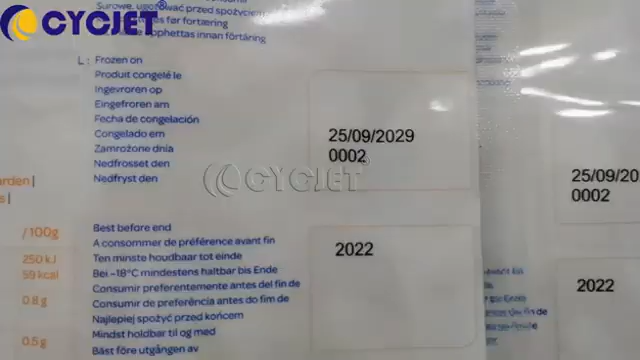 CYCJET®
Surowe, ugotować przed spożyciem
før fortæring
upphettas innan förtäring
L: Frozen on
Produit congelé le
Ingevroren op
Eingefroren am
Fecha de congelación
Congelado em
Zamrożone dnia
Nedfrosset den
Nedfryst den
25/09/2029
0002
25/09/20
0002
CYCJET
/100g
250 kJ
59 kcal
0.8 g
0.5 g
Best before end
A consommer de préférence avant fin
Ten minste houdbaar tot einde
Bei -18°C mindestens haltbar bis Ende
Consumir preferentemente antes del fin de
Consumir de preferência antes do fim de
Najlepiej spożyć przed końcem
Mindst holdbar til og med
Bäst före utgången av
2022
2022